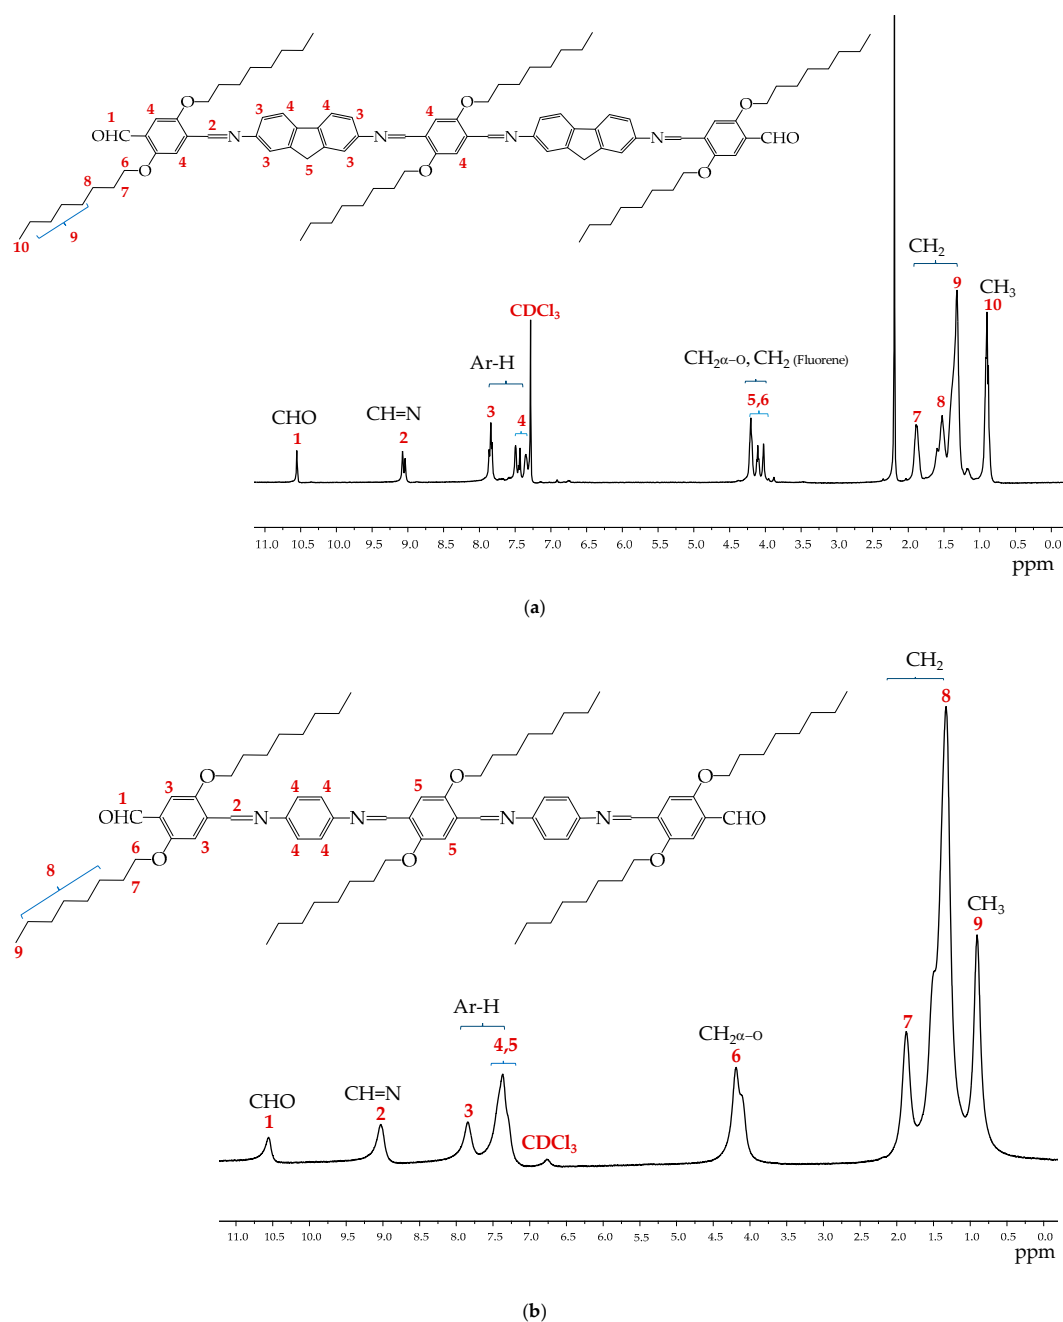 O
O
O
1
4
4
4
4
OHC
2
N
3
3
N
N
N
CHO
3
5
3
4
4
6
O
O
O
8
7
9
10
CH2
9
CH3
10
CDCl3
Ar-H
CH2α-O, CH2 (Fluorene)
5,6
CHO
1
CH=N
2
3
4
7
8
11.0 10.5 10.0 9.5 9.0 8.5 8.0 7.5 7.0 6.5 6.0 5.5 5.0 4.5 4.0 3.5 3.0 2.5 2.0 1.5 1.0 0.5 0.0
ppm
(a)
CH2
8
O
O
O
1
3
4
4
5
OHC
2
N
N
N
N
CHO
3
4
4
5
6
O
O
O
8
7
9
CH3
9
Ar-H
4,5
CH2α-O
6
7
CHO
1
CH=N
2
3
CDCl3
11.0 10.5 10.0 9.5 9.0 8.5 8.0 7.5 7.0 6.5 6.0 5.5 5.0 4.5 4.0 3.5 3.0 2.5 2.0 1.5 1.0 0.5 0.0
ppm
(b)